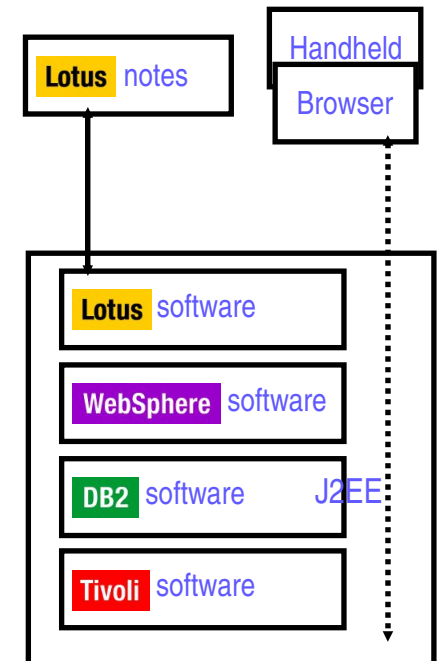 Lotus notes
Handheld
Browser
Lotus software
WebSphere software
DB2 software
J2EE
Tivoli software